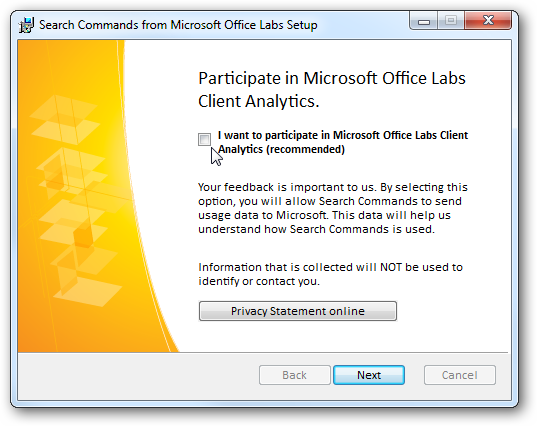 Search Commands from Microsoft Office Labs Setup
Participate in Microsoft Office Labs
Client Analytics.
I want to participate in Microsoft Office Labs Client
Analytics (recommended)
Your feedback is important to us. By selecting this
option, you will allow Search Commands to send
usage data to Microsoft. This data will help us
understand how Search Commands is used.
Information that is collected will NOT be used to
identify or contact you.
Privacy Statement online
Back Next Cancel